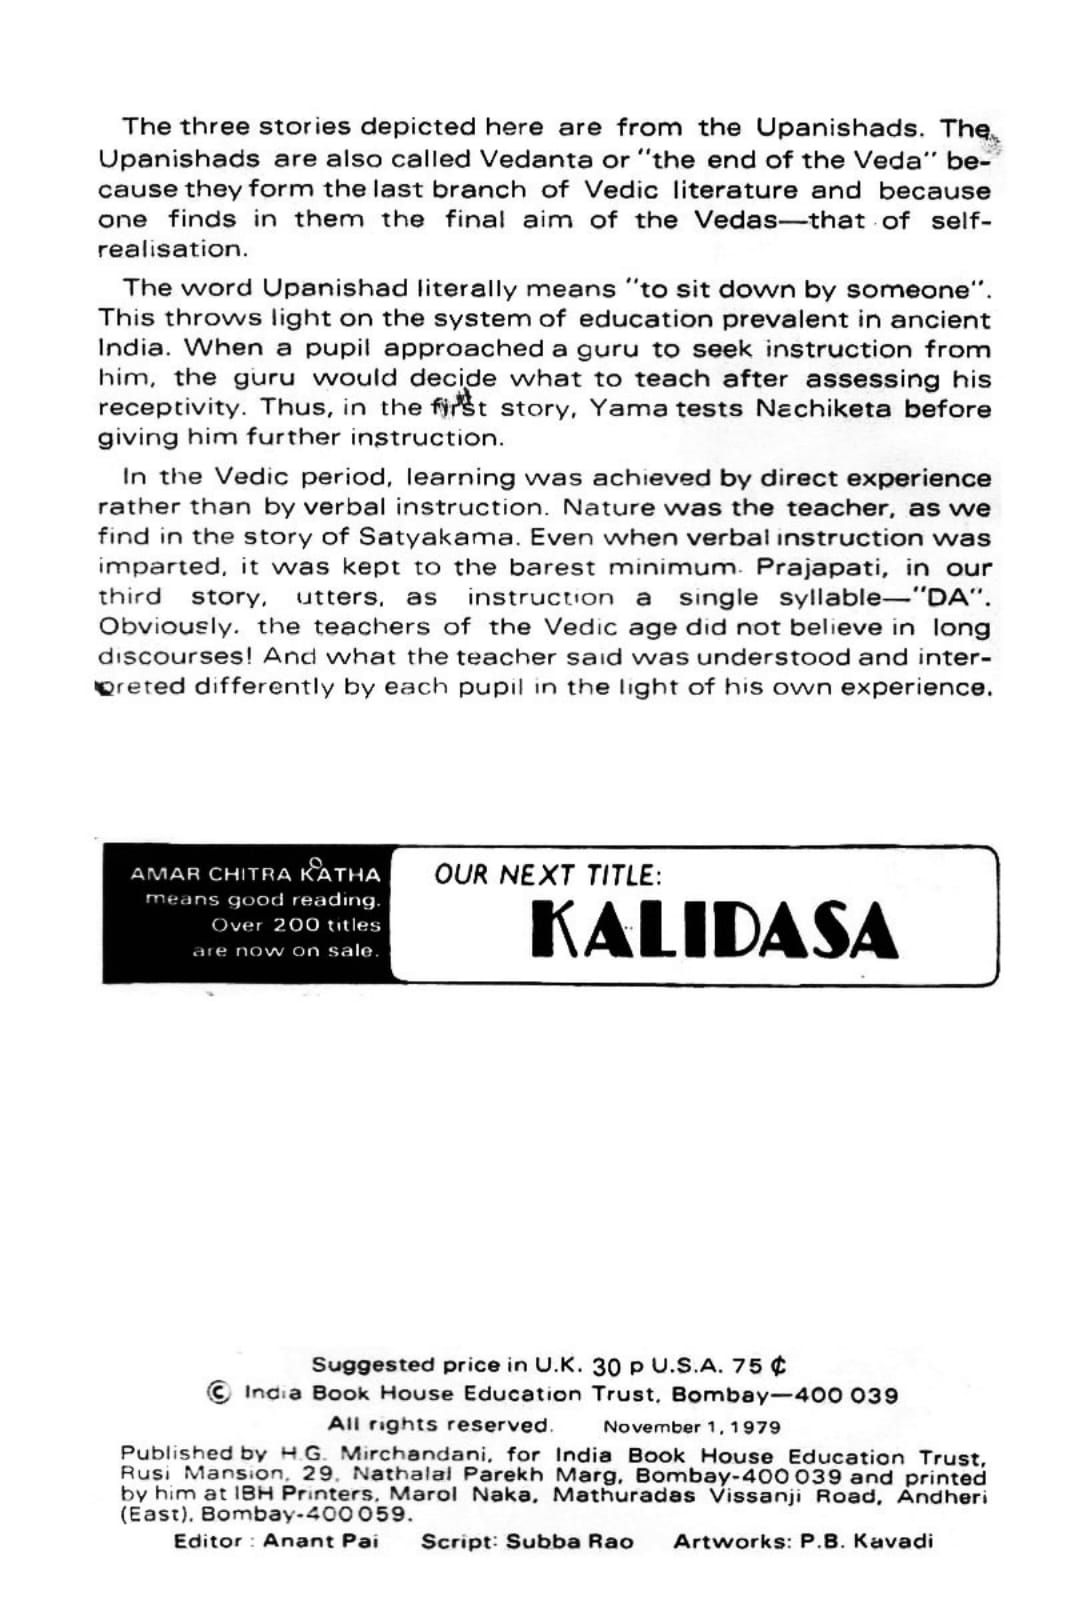 The three stories depicted here are from the Upanishads. The
Upanishads are also called Vedanta or "the end of the Veda" be-
cause they form the last branch of Vedic literature and because
one finds in them the final aim of the Vedas—that of self-
realisation.
The word Upanishad literally means "to sit down by someone".
This throws light on the system of education prevalent in ancient
India. When a pupil approached a guru to seek instruction from
him, the guru would decide what to teach after assessing his
receptivity. Thus, in the first story, Yama tests Nachiketa before
giving him further instruction.
In the Vedic period, learning was achieved by direct experience
rather than by verbal instruction. Nature was the teacher, as we
find in the story of Satyakama. Even when verbal instruction was
imparted, it was kept to the barest minimum. Prajapati, in our
third story, utters, as instruction a single syllable—"DA".
Obviously, the teachers of the Vedic age did not believe in long
discourses! And what the teacher said was understood and inter-
preted differently by each pupil in the light of his own experience.
AMAR CHITRA KATHA
means good reading.
Over 200 titles
are now on sale.
OUR NEXT TITLE:
KALIDASA
Suggested price in U.K. 30 p U.S.A. 75 ¢
© India Book House Education Trust, Bombay—400 039
All rights reserved. November 1, 1979
Published by H.G. Mirchandani, for India Book House Education Trust,
Rusi Mansion, 29, Nathalal Parekh Marg, Bombay-400 039 and printed
by him at IBH Printers, Marol Naka, Mathuradas Vissanji Road, Andheri
(East), Bombay-400 059.
Editor : Anant Pai Script: Subba Rao Artworks: P.B. Kavadi